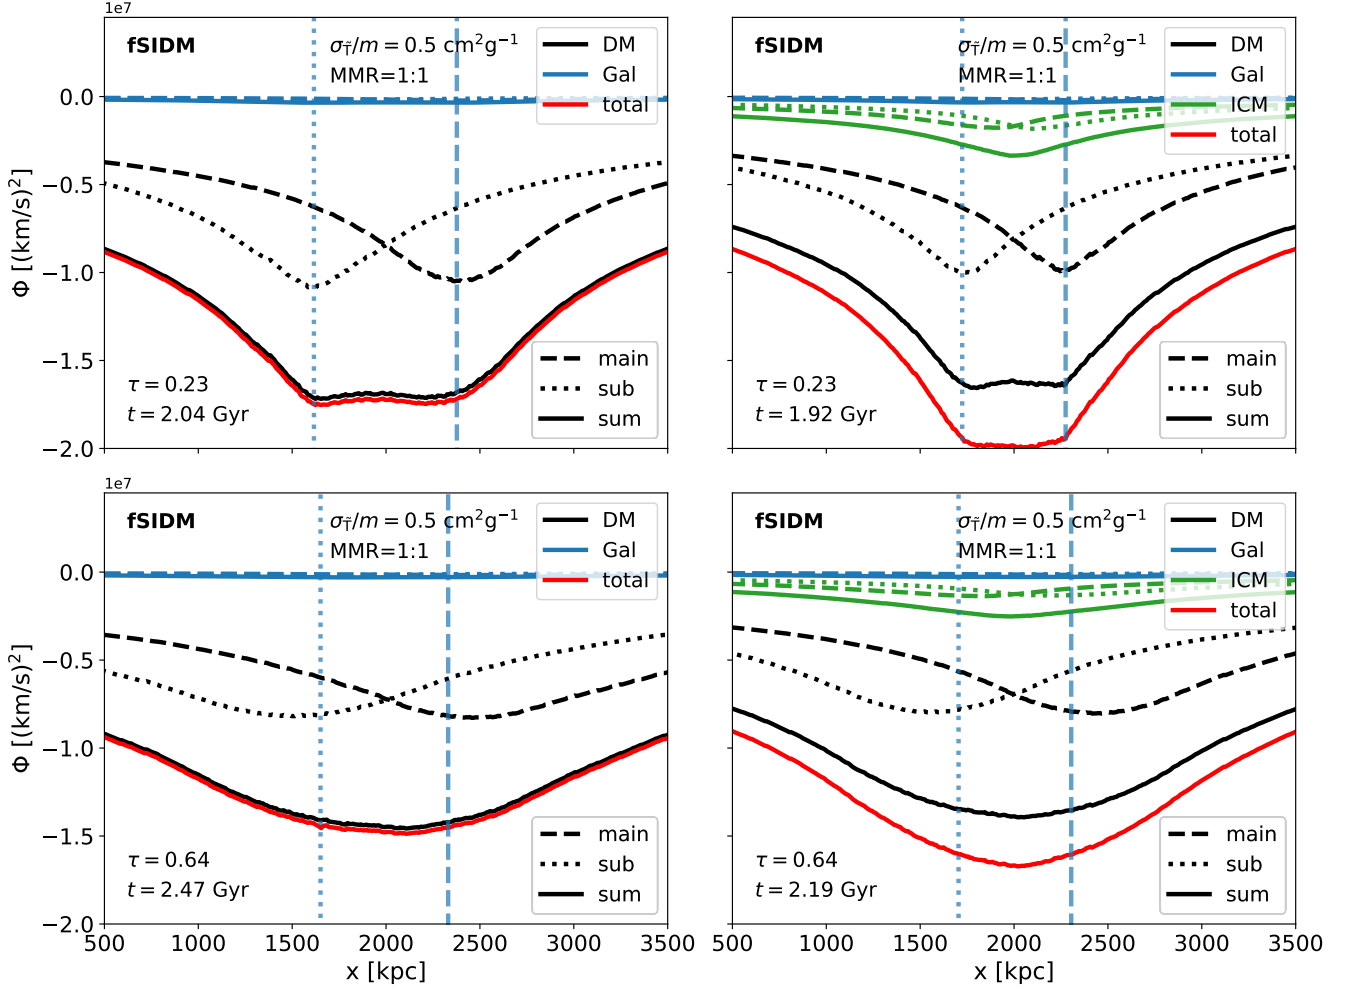 1e7
fSIDM
σ_T̃/m = 0.5 cm²g⁻¹
MMR=1:1
DM
Gal
total
0.0
−0.5
−1.0
−1.5
−2.0
Φ [(km/s)²]
τ = 0.23
t = 2.04 Gyr
main
sub
sum
fSIDM
σ_T̃/m = 0.5 cm²g⁻¹
MMR=1:1
DM
Gal
ICM
total
τ = 0.23
t = 1.92 Gyr
main
sub
sum
1e7
fSIDM
σ_T̃/m = 0.5 cm²g⁻¹
MMR=1:1
DM
Gal
total
0.0
−0.5
−1.0
−1.5
−2.0
Φ [(km/s)²]
τ = 0.64
t = 2.47 Gyr
main
sub
sum
500 1000 1500 2000 2500 3000 3500
x [kpc]
fSIDM
σ_T̃/m = 0.5 cm²g⁻¹
MMR=1:1
DM
Gal
ICM
total
τ = 0.64
t = 2.19 Gyr
main
sub
sum
500 1000 1500 2000 2500 3000 3500
x [kpc]